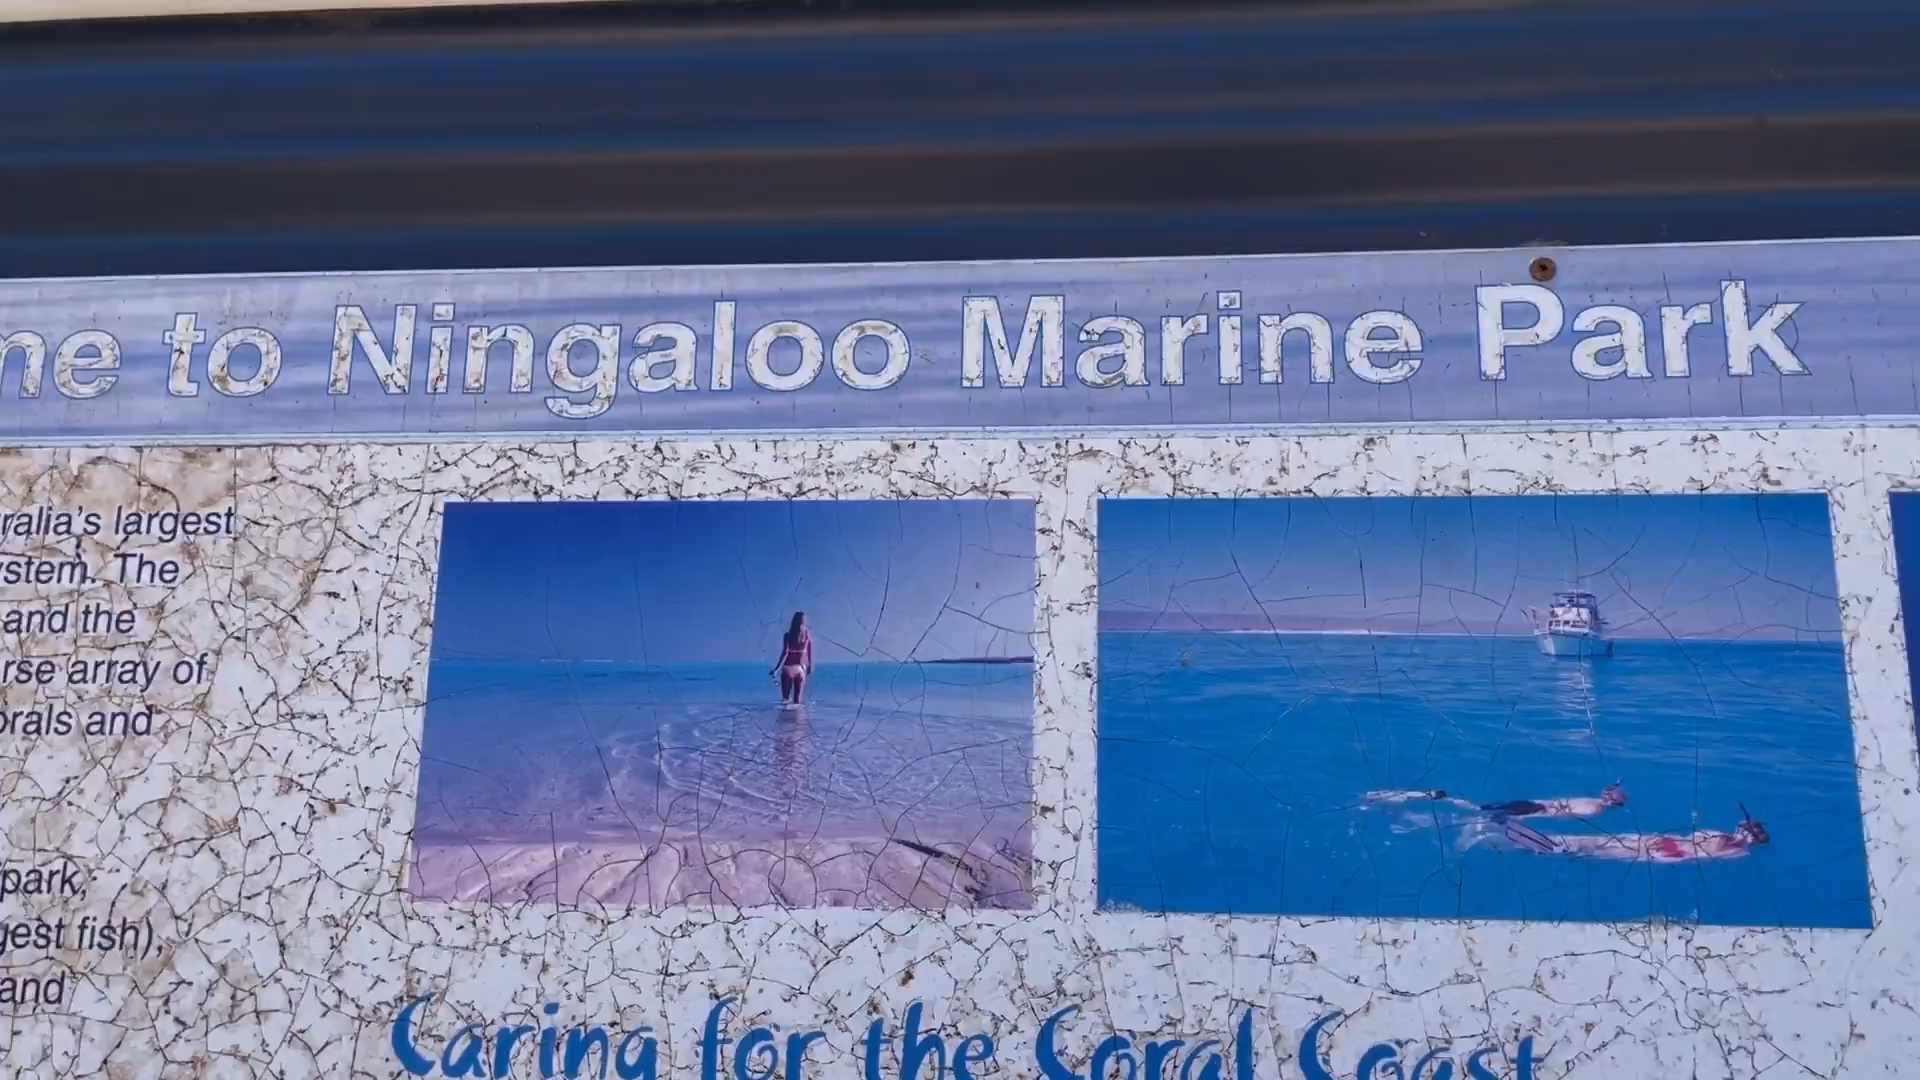 me to Ningaloo Marine Park
ralia's largest
ystem. The
and the
rse array of
orals and
park,
gest fish),
and
Caring for the Coral Coast